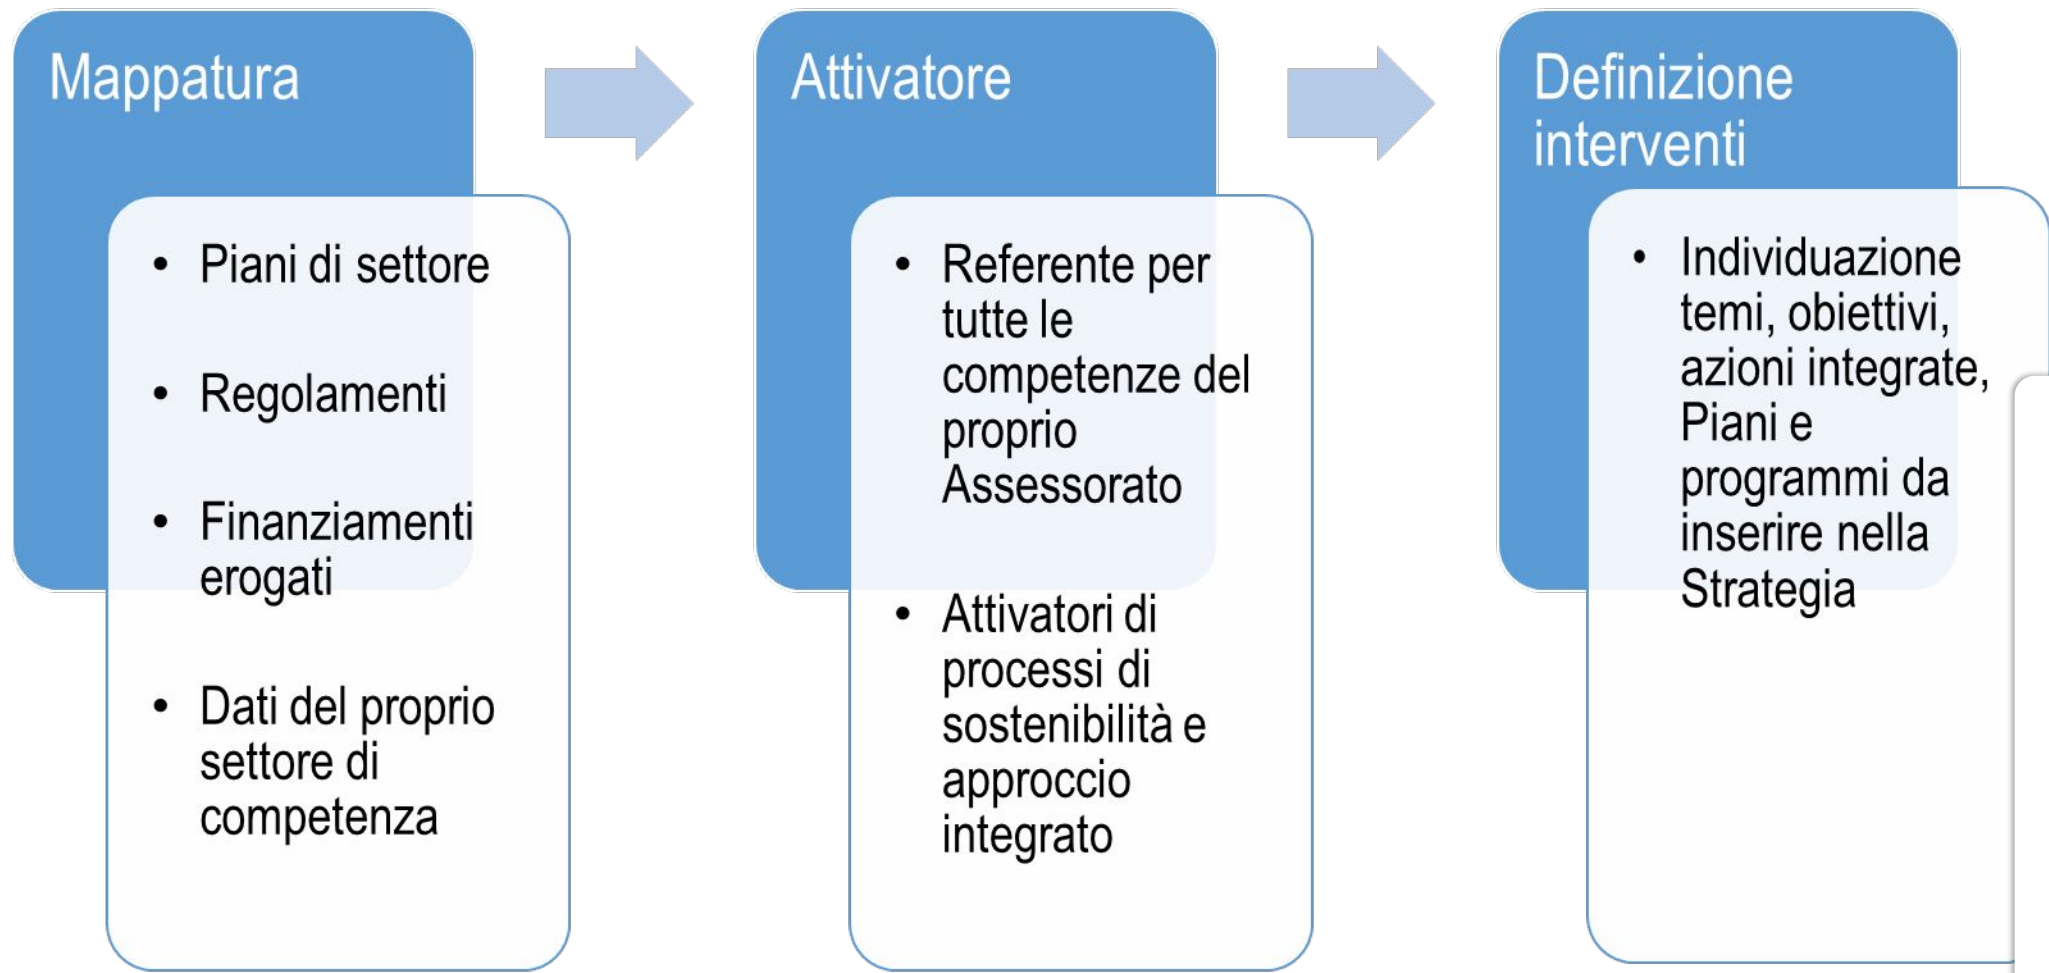 Mappatura
• Piani di settore
• Regolamenti
• Finanziamenti
erogati
• Dati del proprio
settore di
competenza
Attivatore
• Referente per
tutte le
competenze del
proprio
Assessorato
• Attivatori di
processi di
sostenibilità e
approccio
integrato
Definizione
interventi
• Individuazione
temi, obiettivi,
azioni integrate,
Piani e
programmi da
inserire nella
Strategia